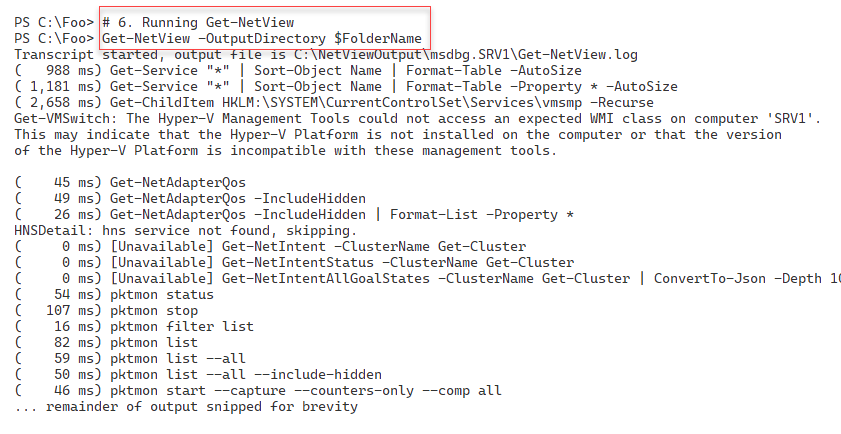 PS C:\Foo> # 6. Running Get-NetView
PS C:\Foo> Get-NetView -OutputDirectory $FolderName
Transcript started, output file is C:\NetViewOutput\msdbg.SRV1\Get-NetView.log
(   988 ms) Get-Service "*" | Sort-Object Name | Format-Table -AutoSize
( 1,181 ms) Get-Service "*" | Sort-Object Name | Format-Table -Property * -AutoSize
( 2,658 ms) Get-ChildItem HKLM:\SYSTEM\CurrentControlSet\Services\vmsmp -Recurse
Get-VMSwitch: The Hyper-V Management Tools could not access an expected WMI class on computer 'SRV1'.
This may indicate that the Hyper-V Platform is not installed on the computer or that the version
of the Hyper-V Platform is incompatible with these management tools.
(    45 ms) Get-NetAdapterQos
(    49 ms) Get-NetAdapterQos -IncludeHidden
(    26 ms) Get-NetAdapterQos -IncludeHidden | Format-List -Property *
HNSDetail: hns service not found, skipping.
(     0 ms) [Unavailable] Get-NetIntent -ClusterName Get-Cluster
(     0 ms) [Unavailable] Get-NetIntentStatus -ClusterName Get-Cluster
(     0 ms) [Unavailable] Get-NetIntentAllGoalStates -ClusterName Get-Cluster | ConvertTo-Json -Depth 10
(    54 ms) pktmon status
(   107 ms) pktmon stop
(    16 ms) pktmon filter list
(    82 ms) pktmon list
(    59 ms) pktmon list --all
(    50 ms) pktmon list --all --include-hidden
(    46 ms) pktmon start --capture --counters-only --comp all
... remainder of output snipped for brevity